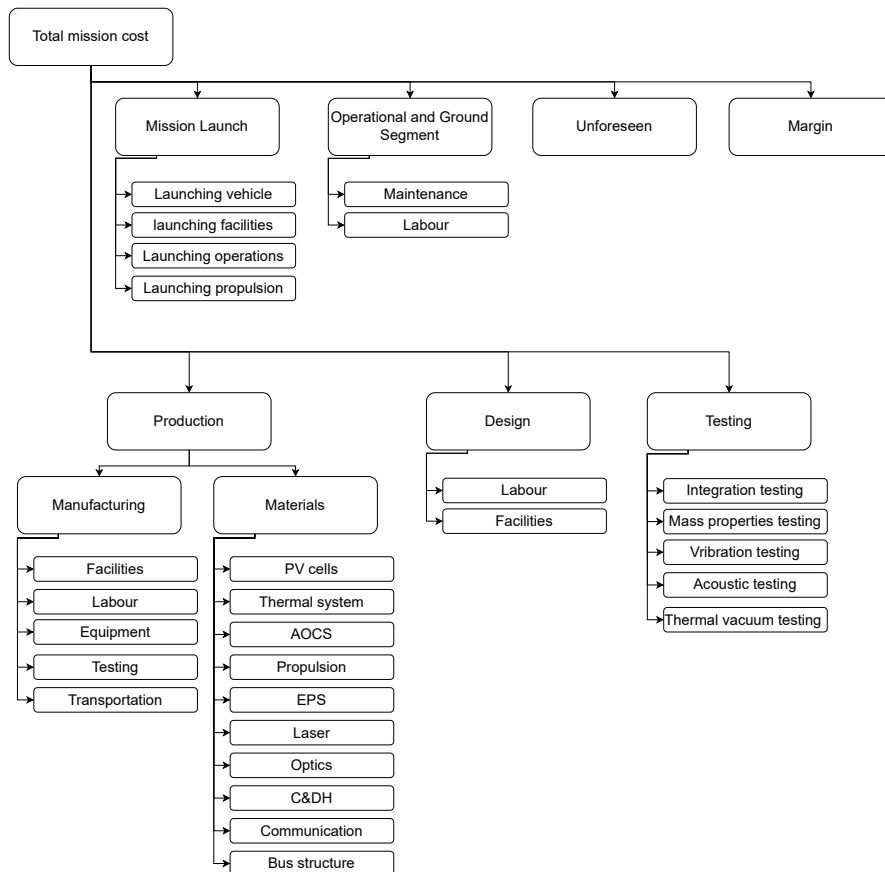 Total mission cost
Mission Launch
Operational and Ground
Segment
Unforeseen
Margin
Launching vehicle
launching facilities
Launching operations
Launching propulsion
Maintenance
Labour
Production
Design
Testing
Manufacturing
Materials
Facilities
Labour
Equipment
Testing
Transportation
PV cells
Thermal system
AOCS
Propulsion
EPS
Laser
Optics
C&DH
Communication
Bus structure
Labour
Facilities
Integration testing
Mass properties testing
Vribration testing
Acoustic testing
Thermal vacuum testing